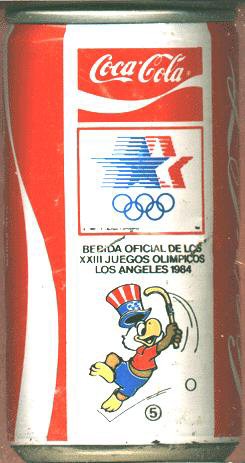 Coca-Cola
BEBIDA OFICIAL DE LOS
XXIII JUEGOS OLIMPICOS
LOS ANGELES 1984
5